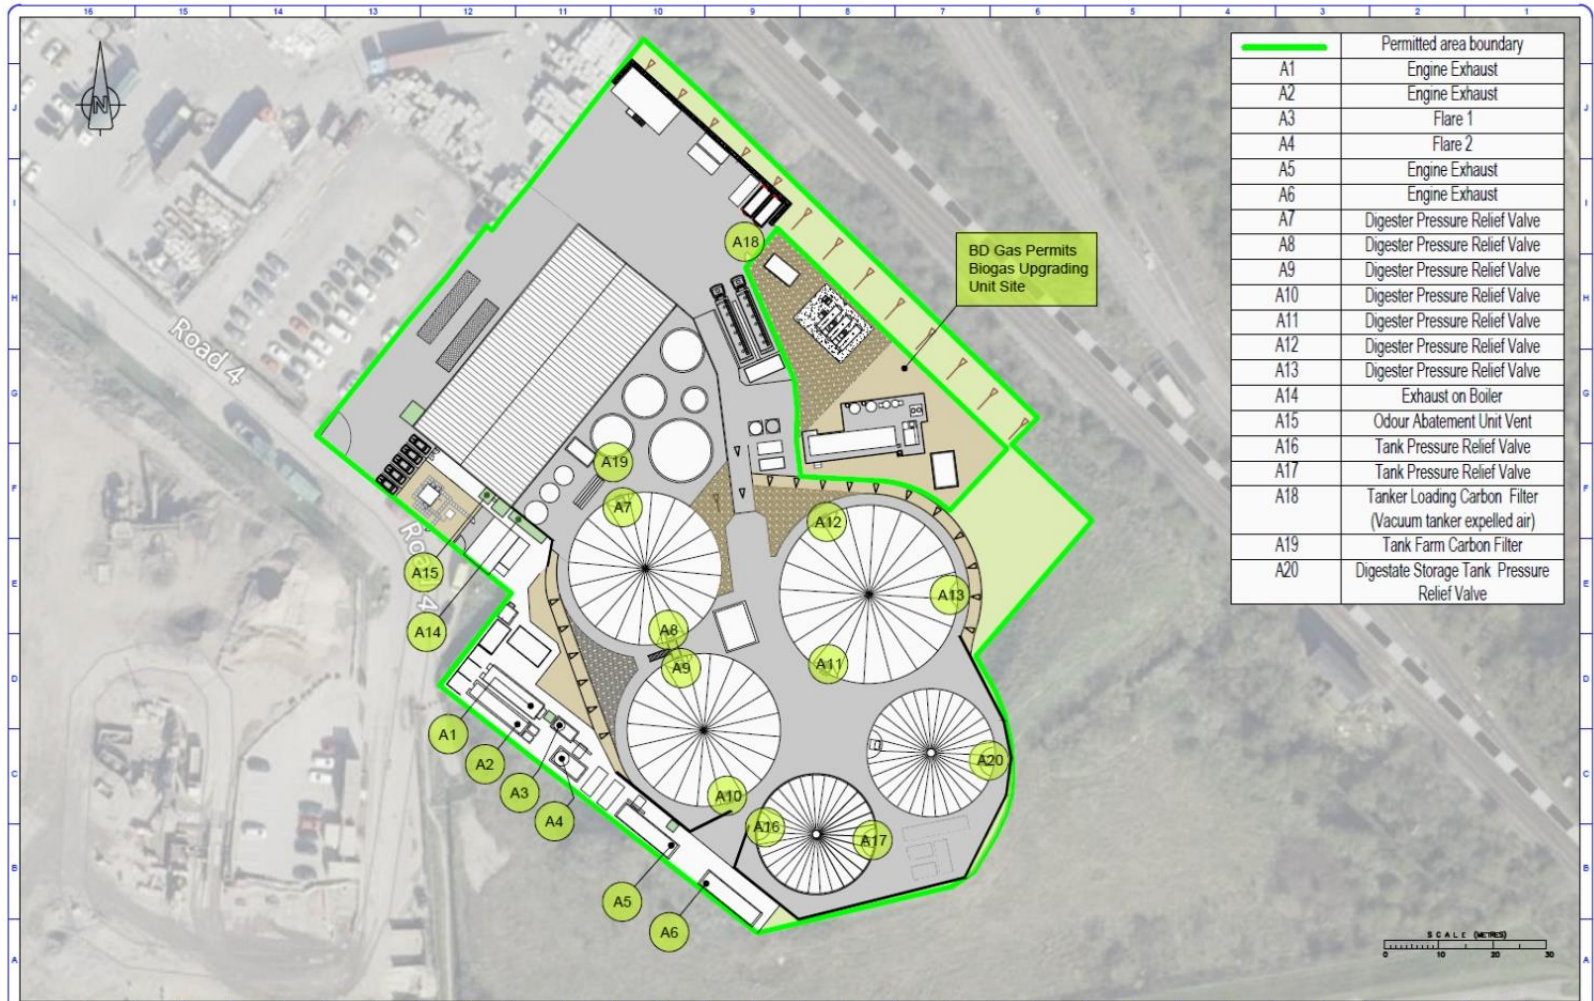 16 15 14 13 12 11 10 9 8 7 6 5 4 3 2 1
J
I
H
G
F
E
D
C
B
A
J
I
H
G
F
E
D
C
B
A
N
Permitted area boundary
A1 Engine Exhaust
A2 Engine Exhaust
A3 Flare 1
A4 Flare 2
A5 Engine Exhaust
A6 Engine Exhaust
A7 Digester Pressure Relief Valve
A8 Digester Pressure Relief Valve
A9 Digester Pressure Relief Valve
A10 Digester Pressure Relief Valve
A11 Digester Pressure Relief Valve
A12 Digester Pressure Relief Valve
A13 Digester Pressure Relief Valve
A14 Exhaust on Boiler
A15 Odour Abatement Unit Vent
A16 Tank Pressure Relief Valve
A17 Tank Pressure Relief Valve
A18 Tanker Loading Carbon Filter
(Vacuum tanker expelled air)
A19 Tank Farm Carbon Filter
A20 Digestate Storage Tank Pressure
Relief Valve
A18
BD Gas Permits
Biogas Upgrading
Unit Site
Road 4
A19
A7
A12
Road 4
A15
A13
A14
A8
A9
A11
A1
A2
A20
A3
A10
A4
A16
A17
A5
A6
SCALE (METRES)
0 10 20 30